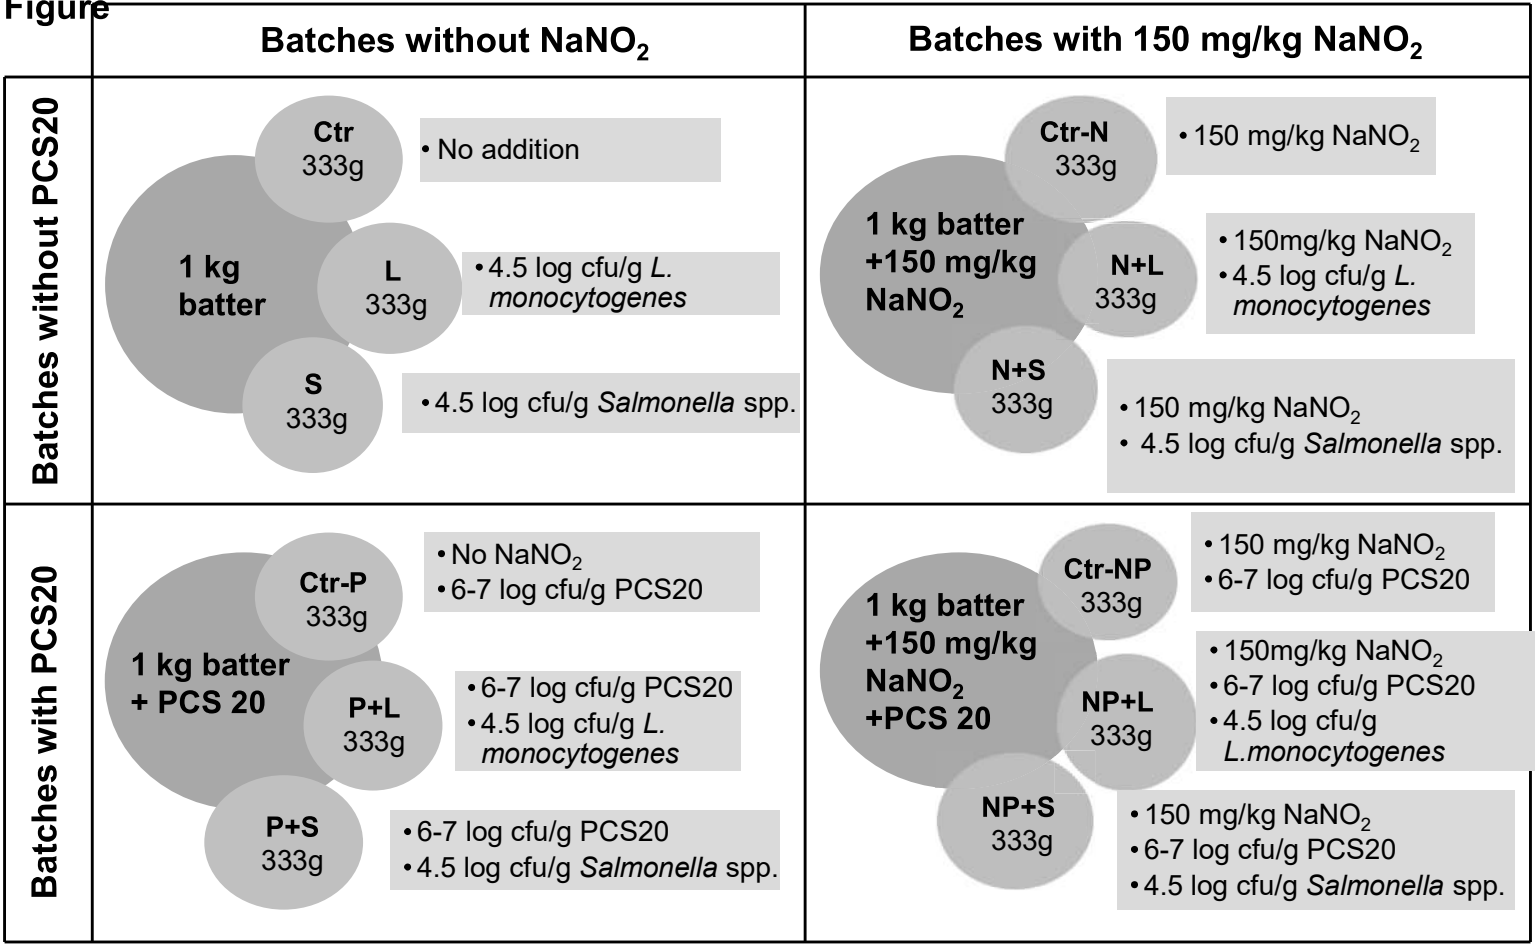 Figure
Batches without NaNO₂
Batches with 150 mg/kg NaNO₂
Batches without PCS20
1 kg
batter
Ctr
333g
• No addition
L
333g
• 4.5 log cfu/g L.
monocytogenes
S
333g
• 4.5 log cfu/g Salmonella spp.
1 kg batter
+150 mg/kg
NaNO₂
Ctr-N
333g
• 150 mg/kg NaNO₂
N+L
333g
• 150mg/kg NaNO₂
• 4.5 log cfu/g L.
monocytogenes
N+S
333g
• 150 mg/kg NaNO₂
• 4.5 log cfu/g Salmonella spp.
Batches with PCS20
1 kg batter
+ PCS 20
Ctr-P
333g
• No NaNO₂
• 6-7 log cfu/g PCS20
P+L
333g
• 6-7 log cfu/g PCS20
• 4.5 log cfu/g L.
monocytogenes
P+S
333g
• 6-7 log cfu/g PCS20
• 4.5 log cfu/g Salmonella spp.
1 kg batter
+150 mg/kg
NaNO₂
+PCS 20
Ctr-NP
333g
• 150 mg/kg NaNO₂
• 6-7 log cfu/g PCS20
NP+L
333g
• 150mg/kg NaNO₂
• 6-7 log cfu/g PCS20
• 4.5 log cfu/g
L.monocytogenes
NP+S
333g
• 150 mg/kg NaNO₂
• 6-7 log cfu/g PCS20
• 4.5 log cfu/g Salmonella spp.